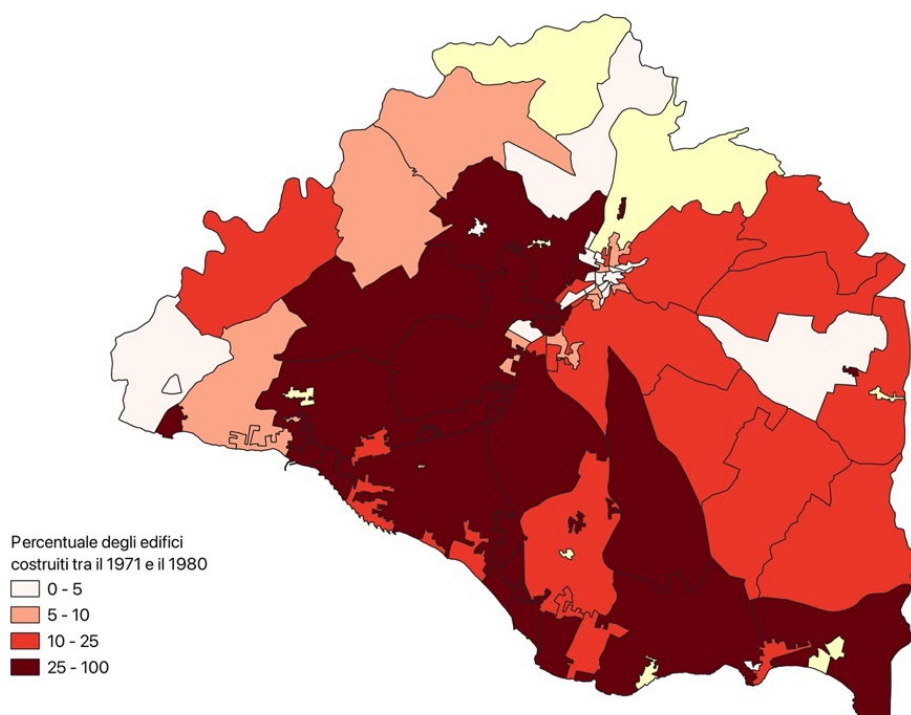 Percentuale degli edifici
costruiti tra il 1971 e il 1980
0 - 5
5 - 10
10 - 25
25 - 100